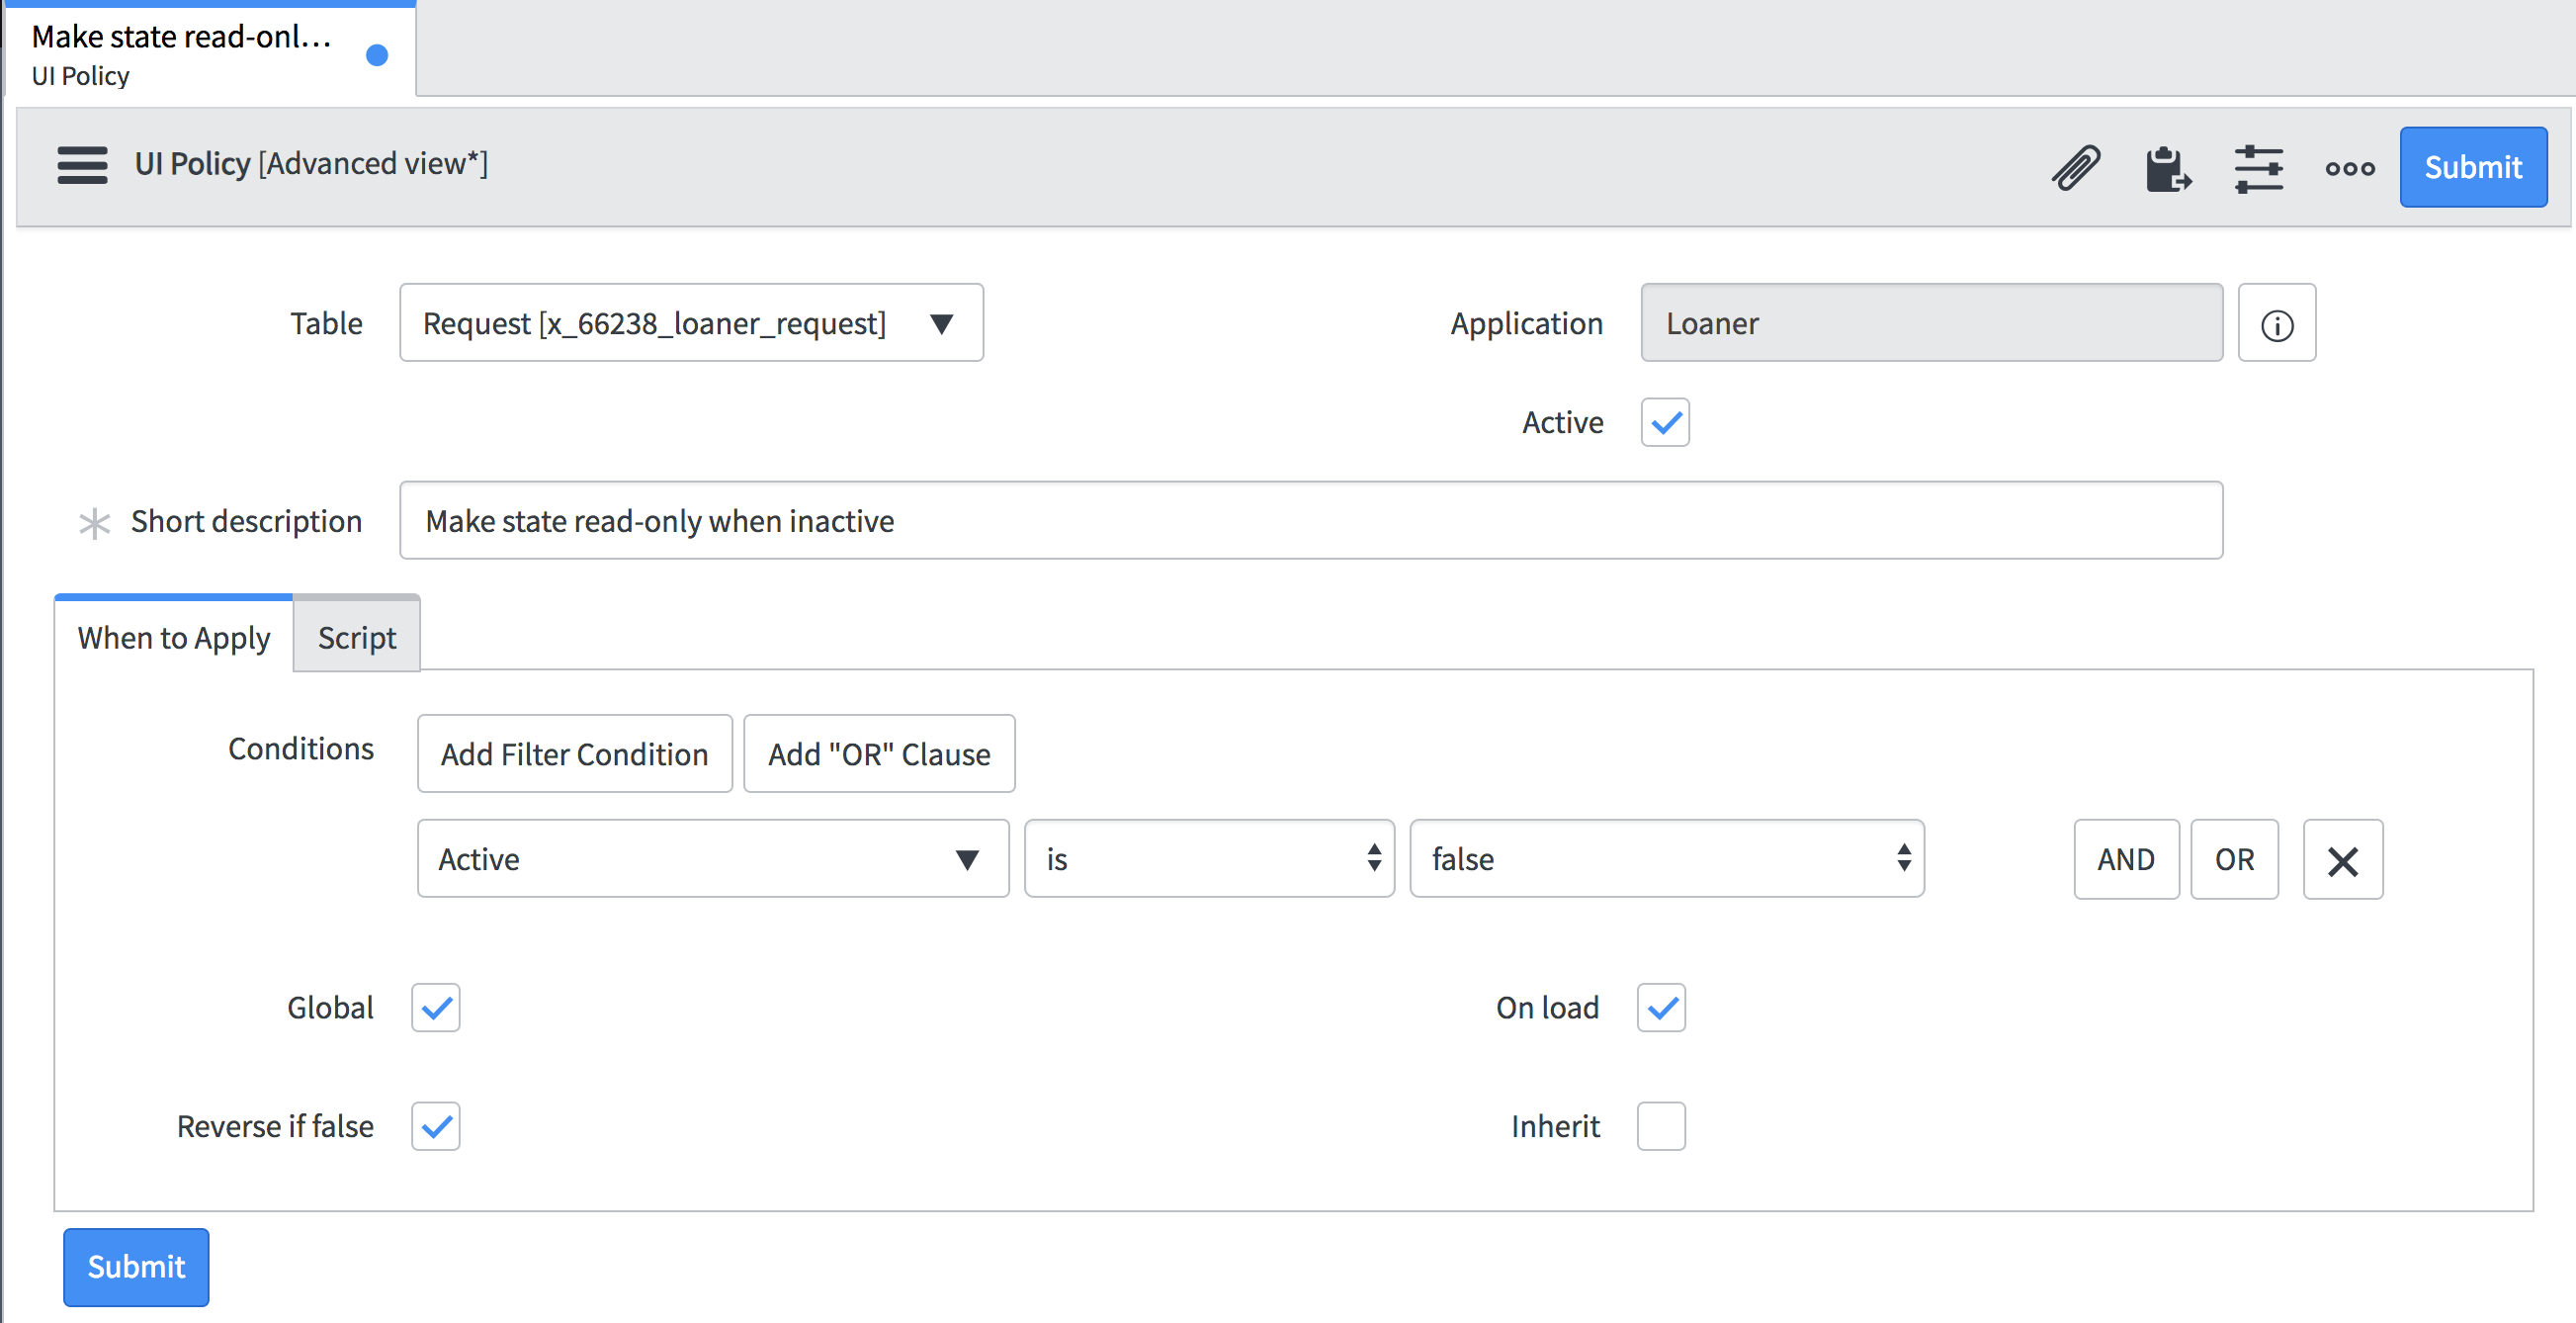 Make state read-onl...
UI Policy
UI Policy [Advanced view*]
Submit
Table
Request [x_66238_loaner_request]
Application
Loaner
Active
Short description
Make state read-only when inactive
When to Apply
Script
Conditions
Add Filter Condition
Add "OR" Clause
Active
is
false
AND
OR
Global
On load
Reverse if false
Inherit
Submit